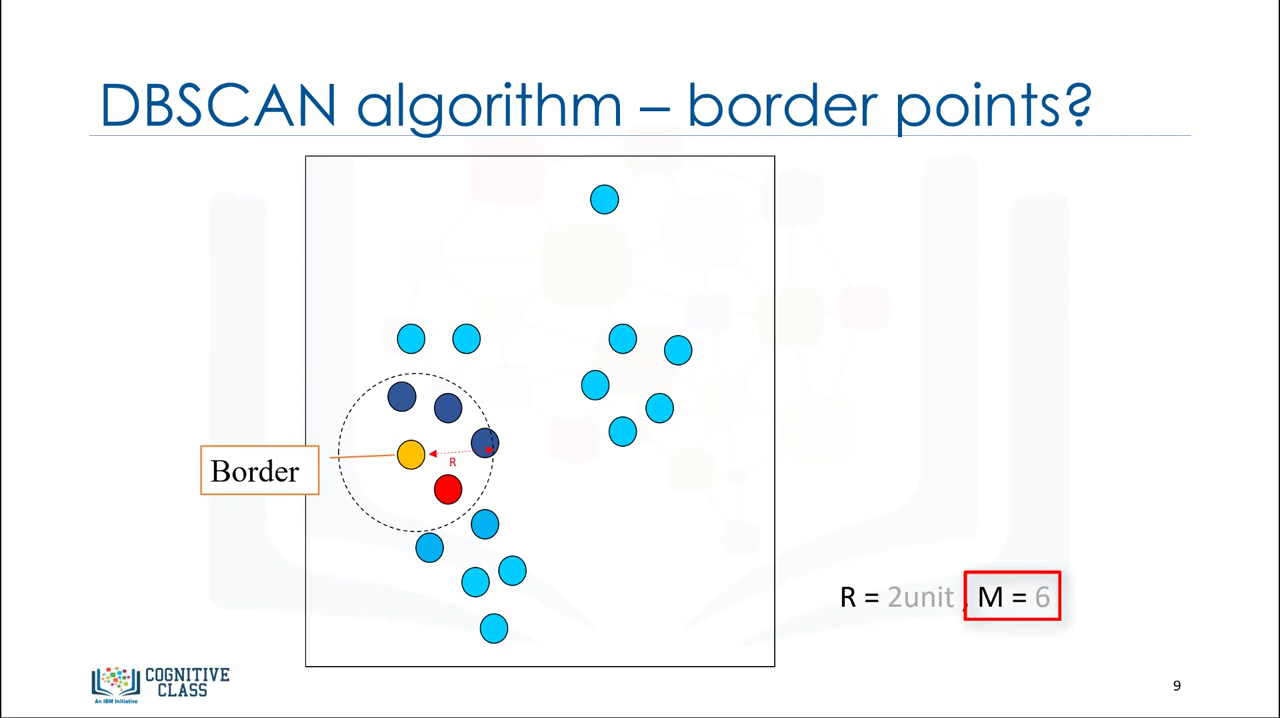 DBSCAN algorithm – border points?
Border
R
R = 2unit , M = 6
COGNITIVE
CLASS
An IBM Initiative
9